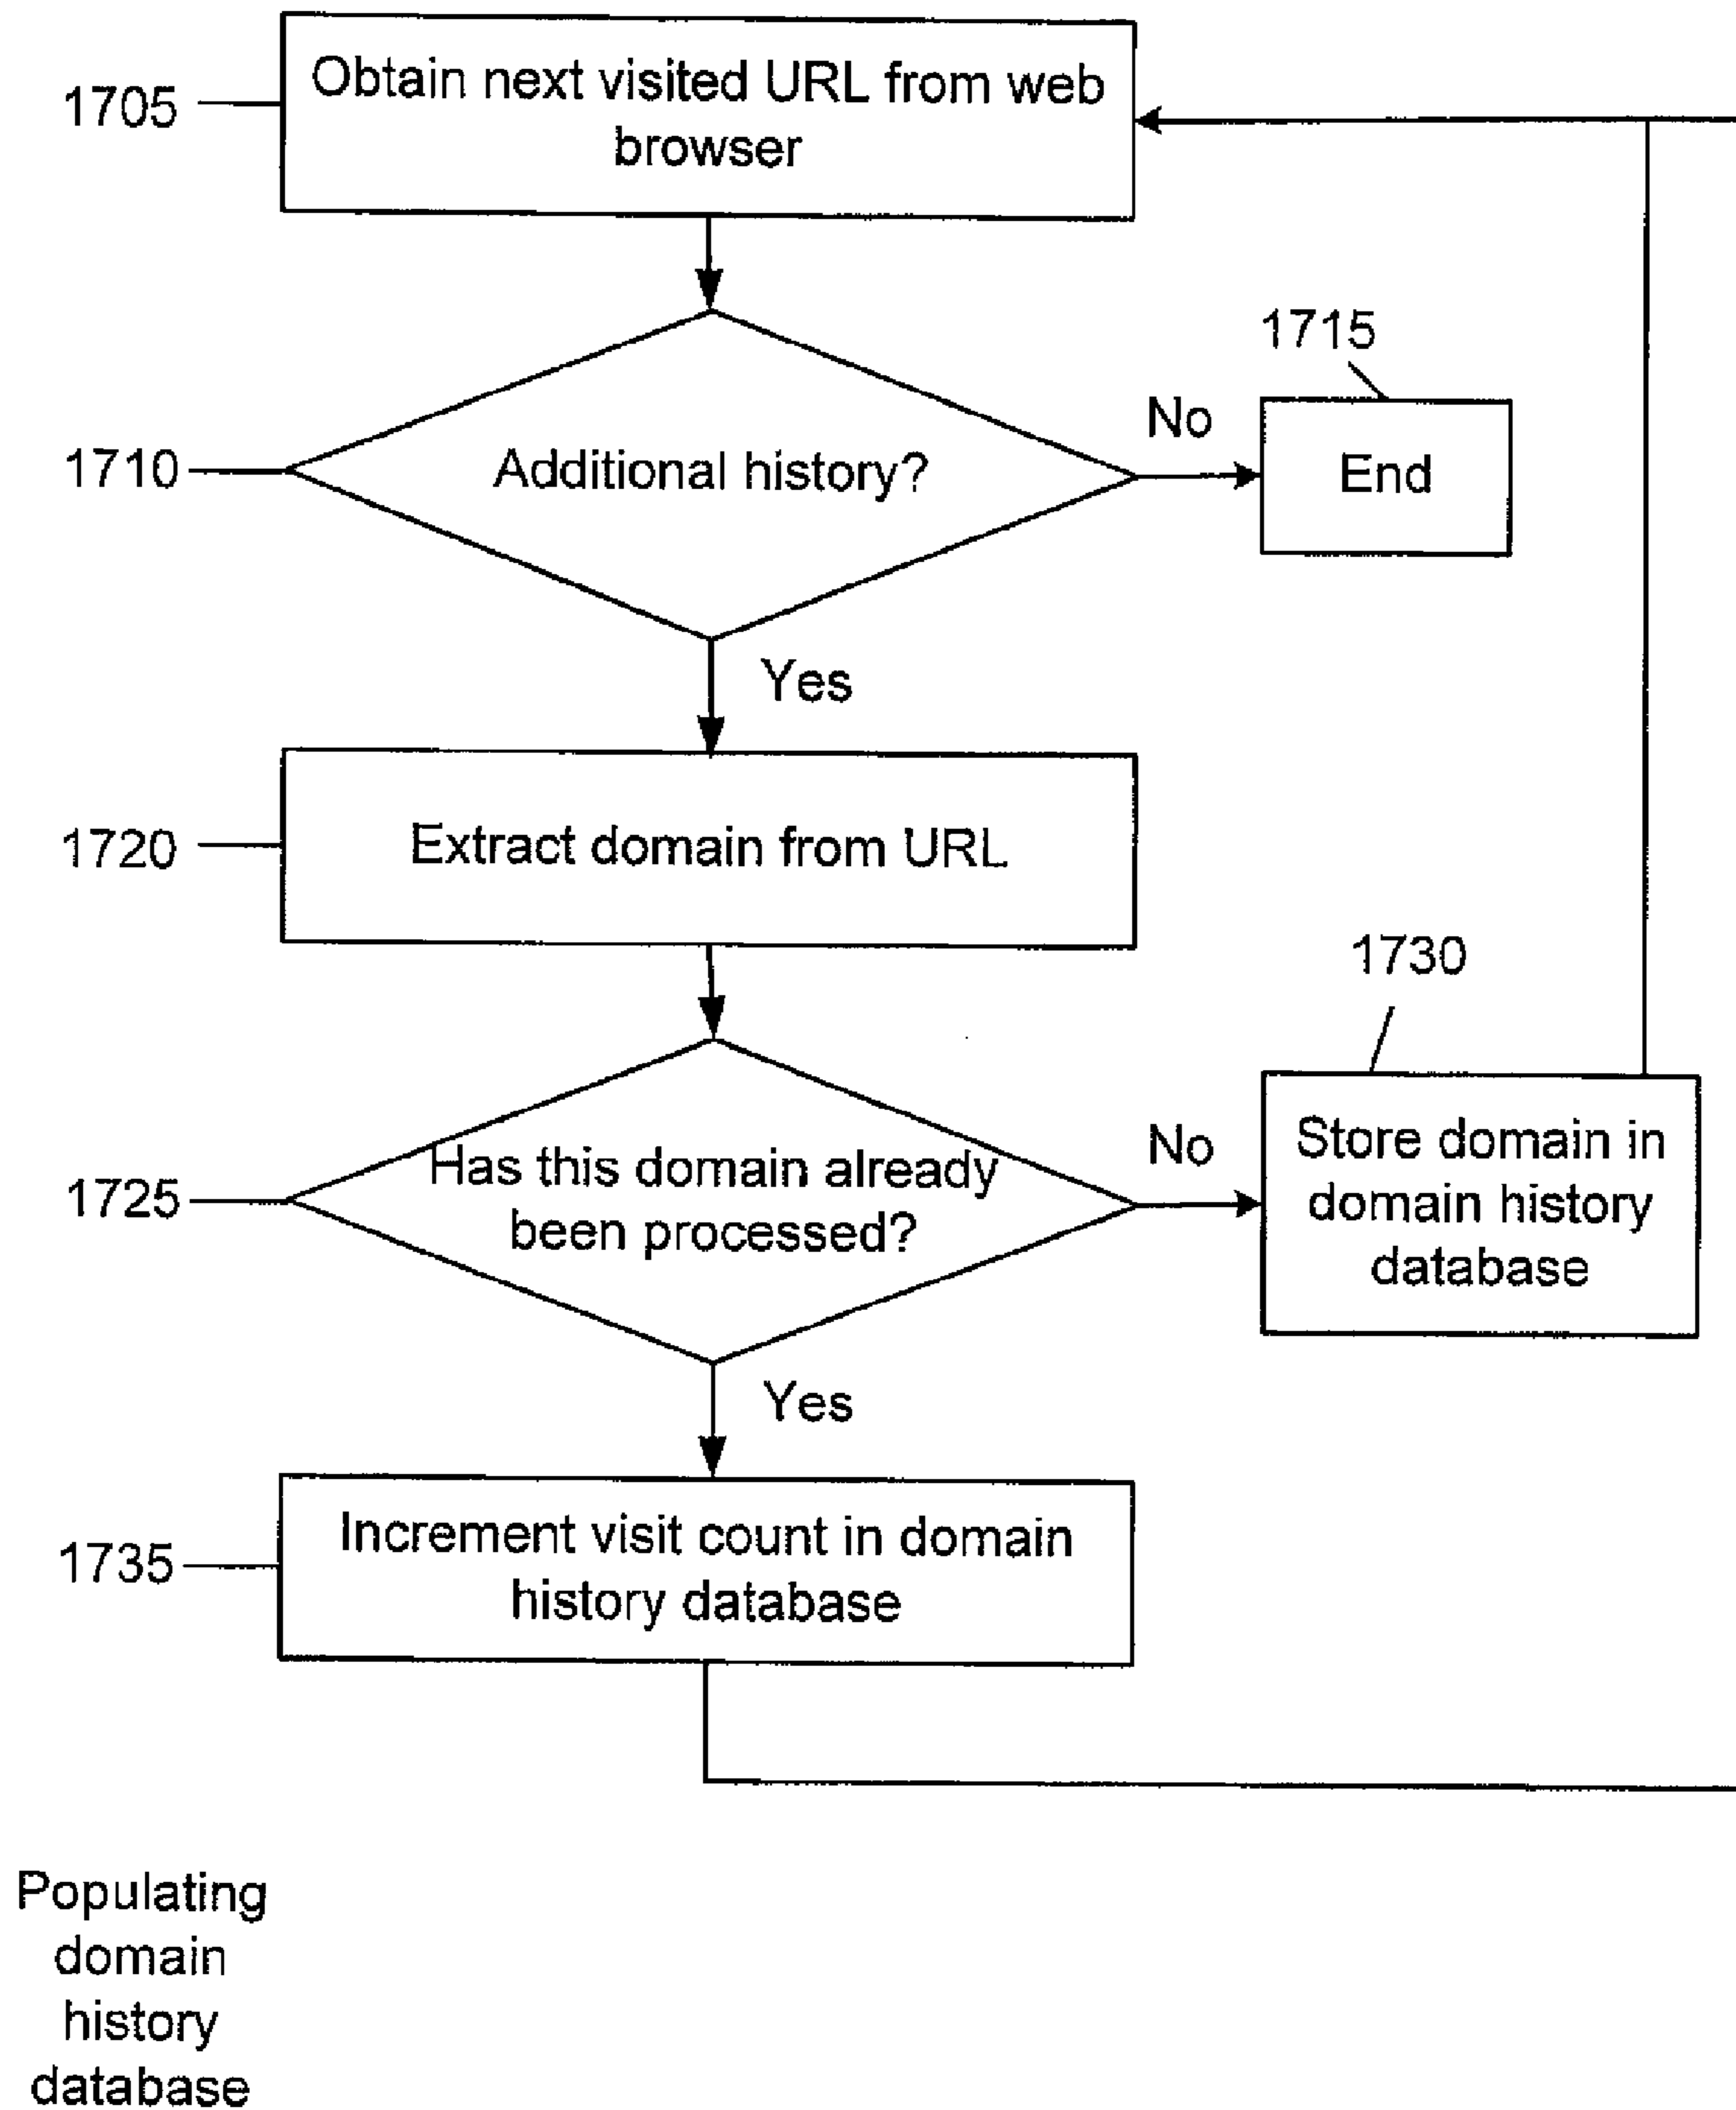 1705
Obtain next visited URL from web
browser
1710
Additional history?
No
1715
End
Yes
1720
Extract domain from URL
1725
Has this domain already
been processed?
No
1730
Store domain in
domain history
database
Yes
1735
Increment visit count in domain
history database
Populating
domain
history
database